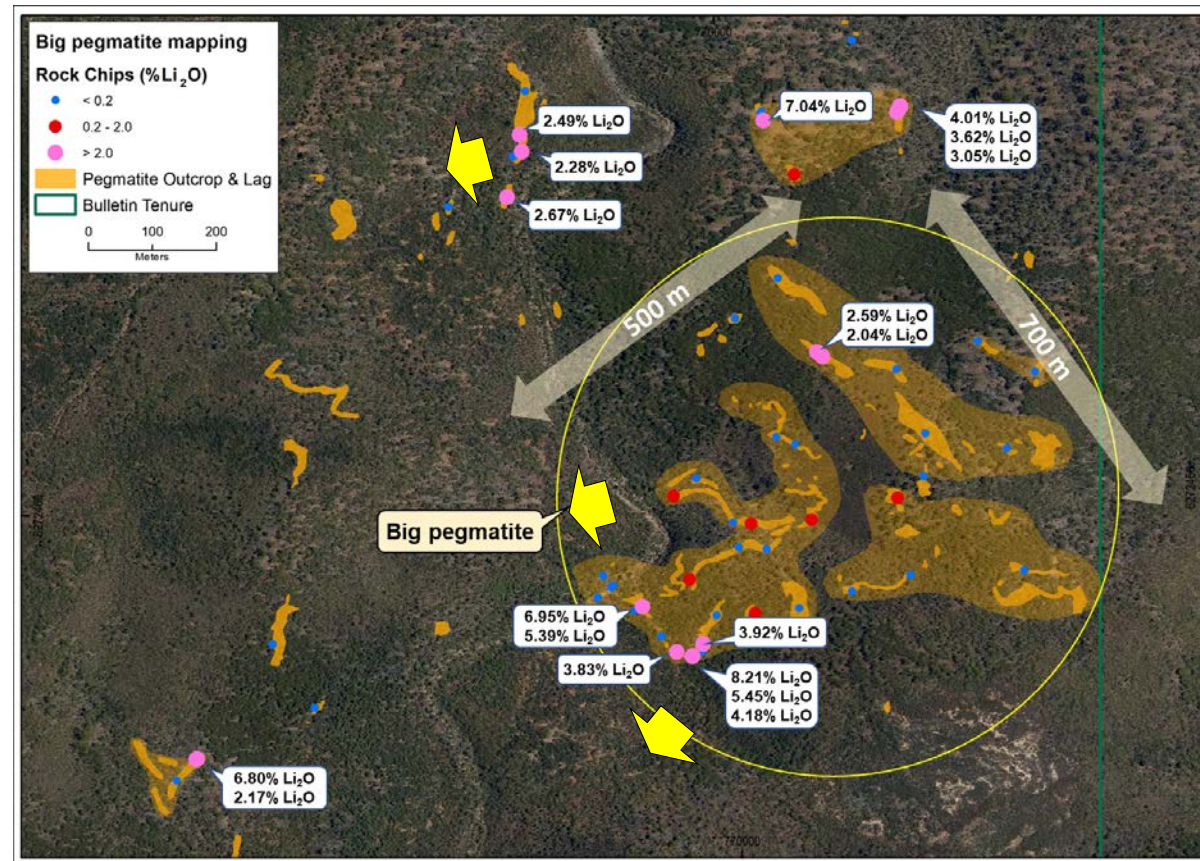 Big pegmatite mapping
Rock Chips (%Li₂O)
< 0.2
0.2 - 2.0
> 2.0
Pegmatite Outcrop & Lag
Bulletin Tenure
0 100 200
Meters
770000
2.49% Li₂O
2.28% Li₂O
2.67% Li₂O
7.04% Li₂O
4.01% Li₂O
3.62% Li₂O
3.05% Li₂O
500 m
700 m
2.59% Li₂O
2.04% Li₂O
Big pegmatite
6.95% Li₂O
5.39% Li₂O
3.92% Li₂O
3.83% Li₂O
8.21% Li₂O
5.45% Li₂O
4.18% Li₂O
6.80% Li₂O
2.17% Li₂O
770000